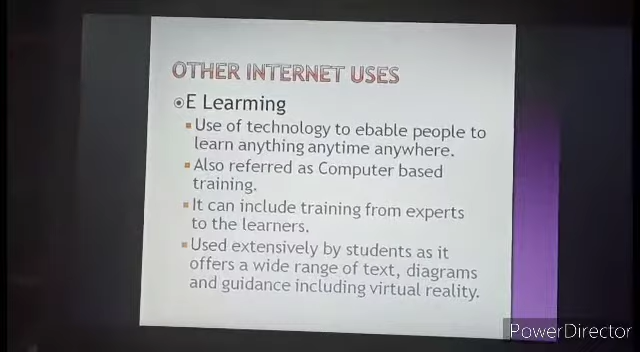 OTHER INTERNET USES
E Learming
Use of technology to ebable people to
learn anything anytime anywhere.
Also referred as Computer based
training.
It can include training from experts
to the learners.
Used extensively by students as it
offers a wide range of text, diagrams
and guidance including virtual reality.
PowerDirector